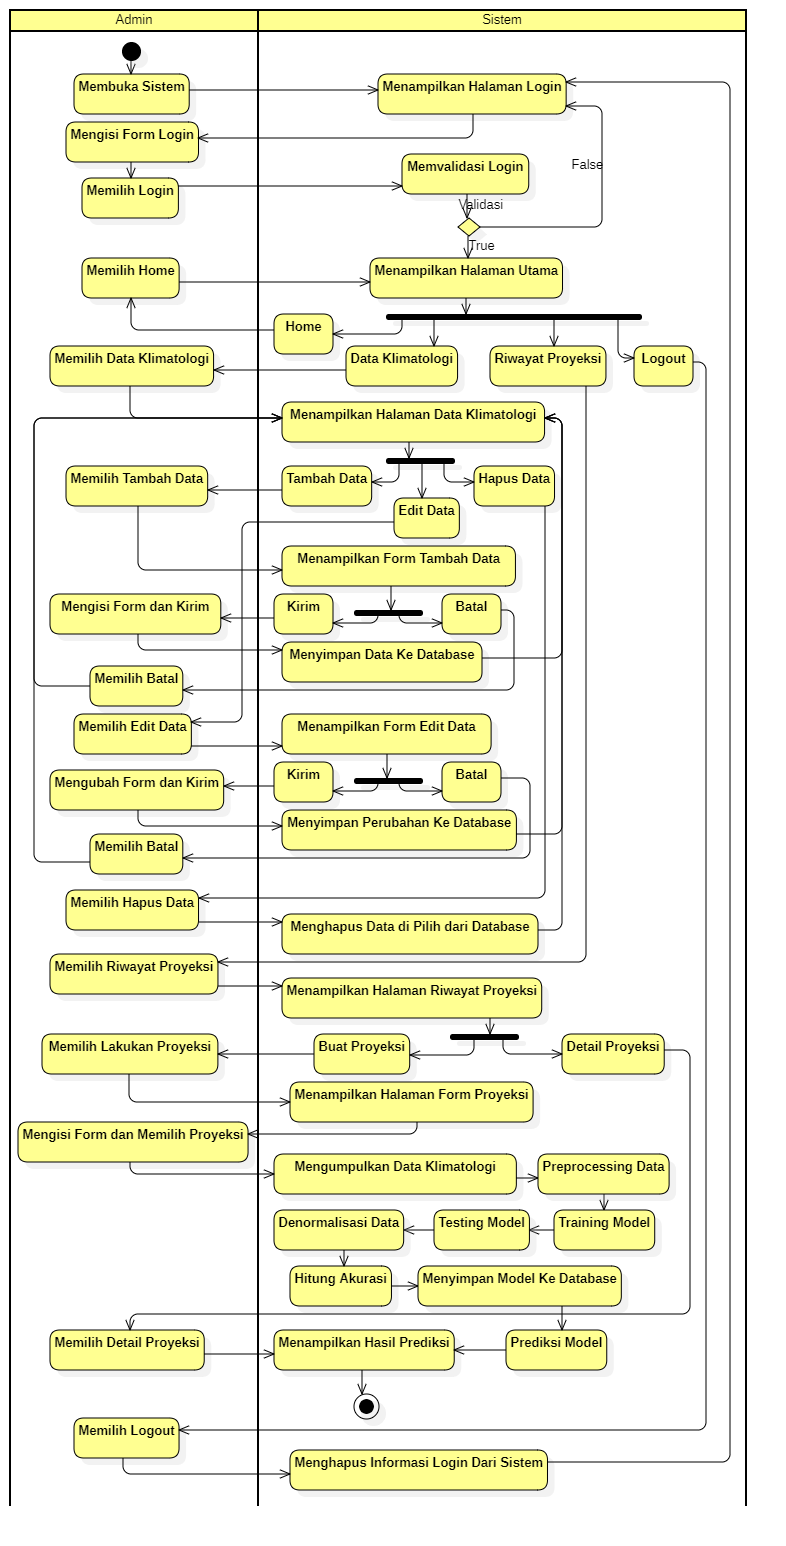 Admin
Sistem
Membuka Sistem
Menampilkan Halaman Login
Mengisi Form Login
Memvalidasi Login
False
Memilih Login
Validasi
True
Memilih Home
Menampilkan Halaman Utama
Home
Memilih Data Klimatologi
Data Klimatologi
Riwayat Proyeksi
Logout
Menampilkan Halaman Data Klimatologi
Memilih Tambah Data
Tambah Data
Hapus Data
Edit Data
Menampilkan Form Tambah Data
Mengisi Form dan Kirim
Kirim
Batal
Menyimpan Data Ke Database
Memilih Batal
Memilih Edit Data
Menampilkan Form Edit Data
Mengubah Form dan Kirim
Kirim
Batal
Menyimpan Perubahan Ke Database
Memilih Batal
Memilih Hapus Data
Menghapus Data di Pilih dari Database
Memilih Riwayat Proyeksi
Menampilkan Halaman Riwayat Proyeksi
Memilih Lakukan Proyeksi
Buat Proyeksi
Detail Proyeksi
Menampilkan Halaman Form Proyeksi
Mengisi Form dan Memilih Proyeksi
Mengumpulkan Data Klimatologi
Preprocessing Data
Denormalisasi Data
Testing Model
Training Model
Hitung Akurasi
Menyimpan Model Ke Database
Memilih Detail Proyeksi
Menampilkan Hasil Prediksi
Prediksi Model
Memilih Logout
Menghapus Informasi Login Dari Sistem